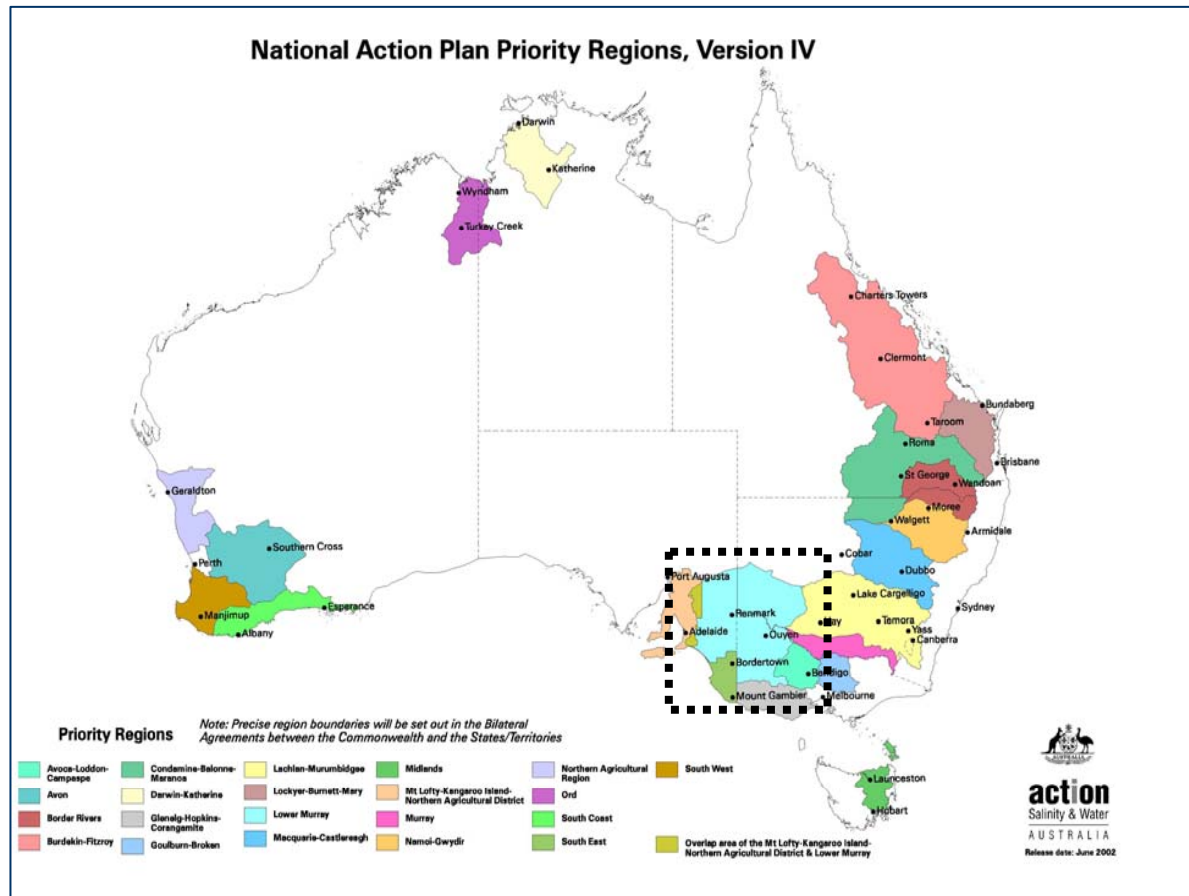 National Action Plan Priority Regions, Version IV
Darwin
Katherine
Wyndham
Turkey Creek
Charters Towers
Clermont
Bundaberg
Taroom
Roma
Brisbane
St George
Wandoan
Geraldton
Moree
Walgett
Armidale
Southern Cross
Cobar
Perth
Dubbo
Port Augusta
Lake Cargelligo
Esperance
Sydney
Manjimup
Renmark
Hay
Temora
Yass
Albany
Adelaide
Ouyen
Canberra
Bordertown
Bendigo
Mount Gambier
Melbourne
Note: Precise region boundaries will be set out in the Bilateral
Agreements between the Commonwealth and the States/Territories
Priority Regions
Avoca-Loddon-
Campaspe
Avon
Border Rivers
Burdekin-Fitzroy
Condamine-Balonne-
Maranoa
Darwin-Katherine
Glenelg-Hopkins-
Corangamite
Goulburn-Broken
Lachlan-Murumbidgee
Lockyer-Burnett-Mary
Lower Murray
Macquarie-Castleresgh
Midlands
Mt Lofty-Kangaroo Island-
Northern Agricultural District
Murray
Namoi-Gwydir
Northern Agricultural
Region
Ord
South Coast
South East
South West
Overlap area of the Mt Lofty-Kangaroo Island-
Northern Agricultural District & Lower Murray
Launceston
Hobart
AUSTRALIA
action
Salinity & Water
AUSTRALIA
Release date: June 2002